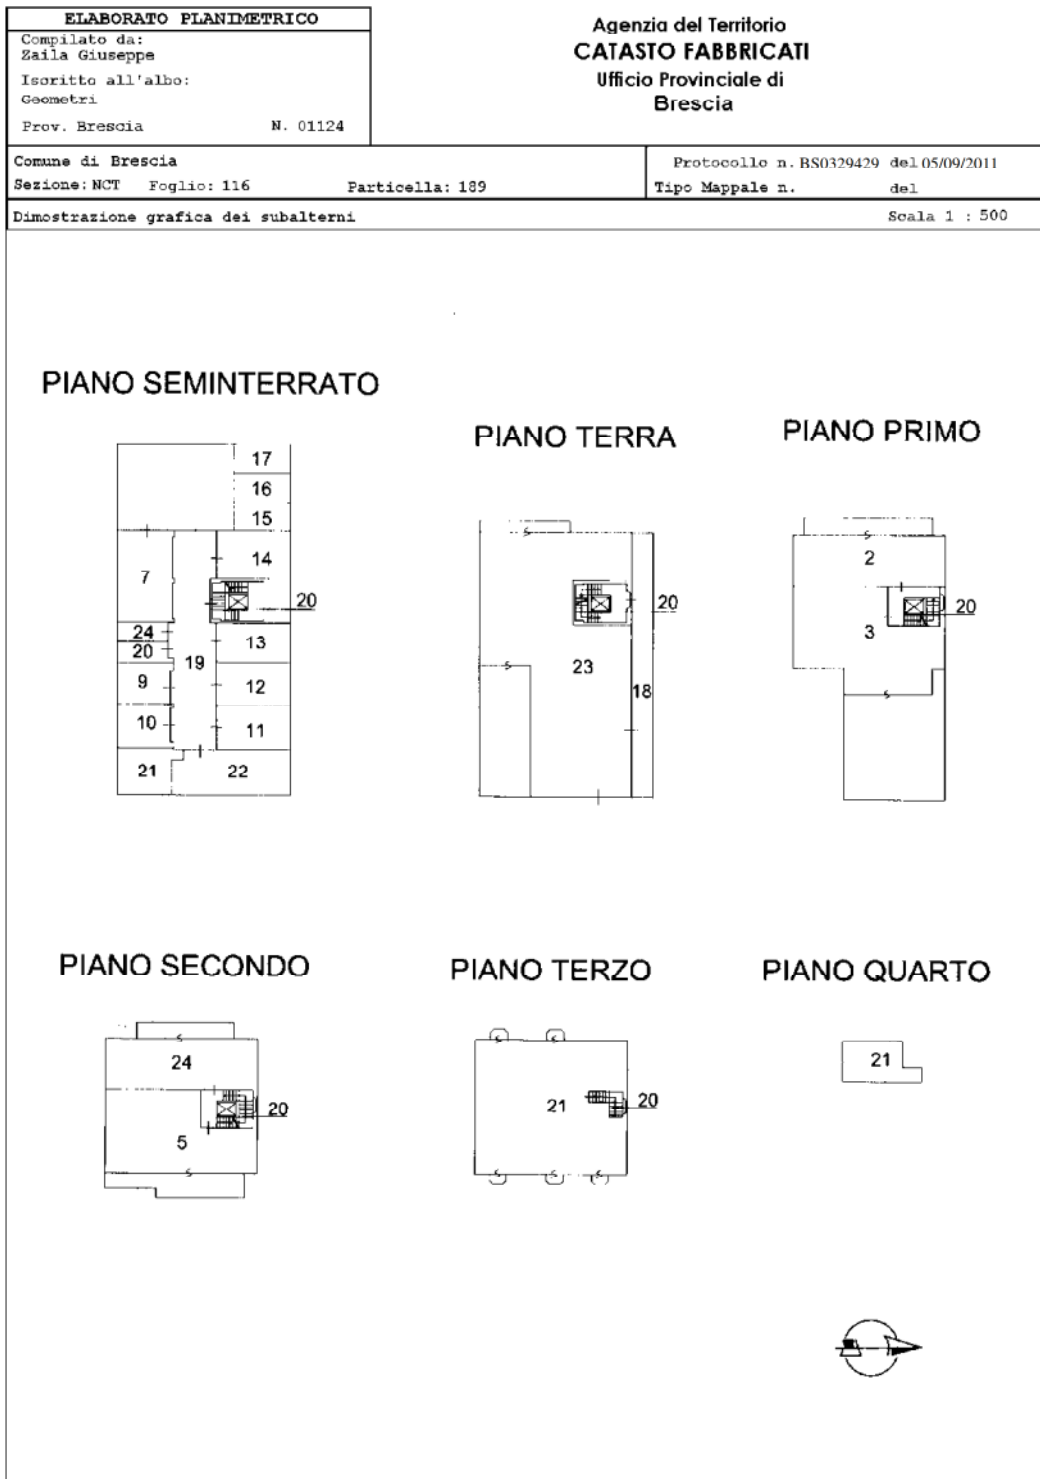 ELABORATO PLANIMETRICO
Compilato da:
Zaila Giuseppe
Iscritto all'albo:
Geometri
Prov. Brescia N. 01124
Agenzia del Territorio
CATASTO FABBRICATI
Ufficio Provinciale di
Brescia
Comune di Brescia
Sezione: NCT Foglio: 116 Particella: 189
Protocollo n. BS0329429 del 05/09/2011
Tipo Mappale n. del
Dimostrazione grafica dei subalterni Scala 1 : 500
PIANO SEMINTERRATO
17
16
15
14
7
20
24
20
13
19
9
12
10
11
21
22
PIANO TERRA
20
23
18
PIANO PRIMO
2
20
3
PIANO SECONDO
24
20
5
PIANO TERZO
21
20
PIANO QUARTO
21